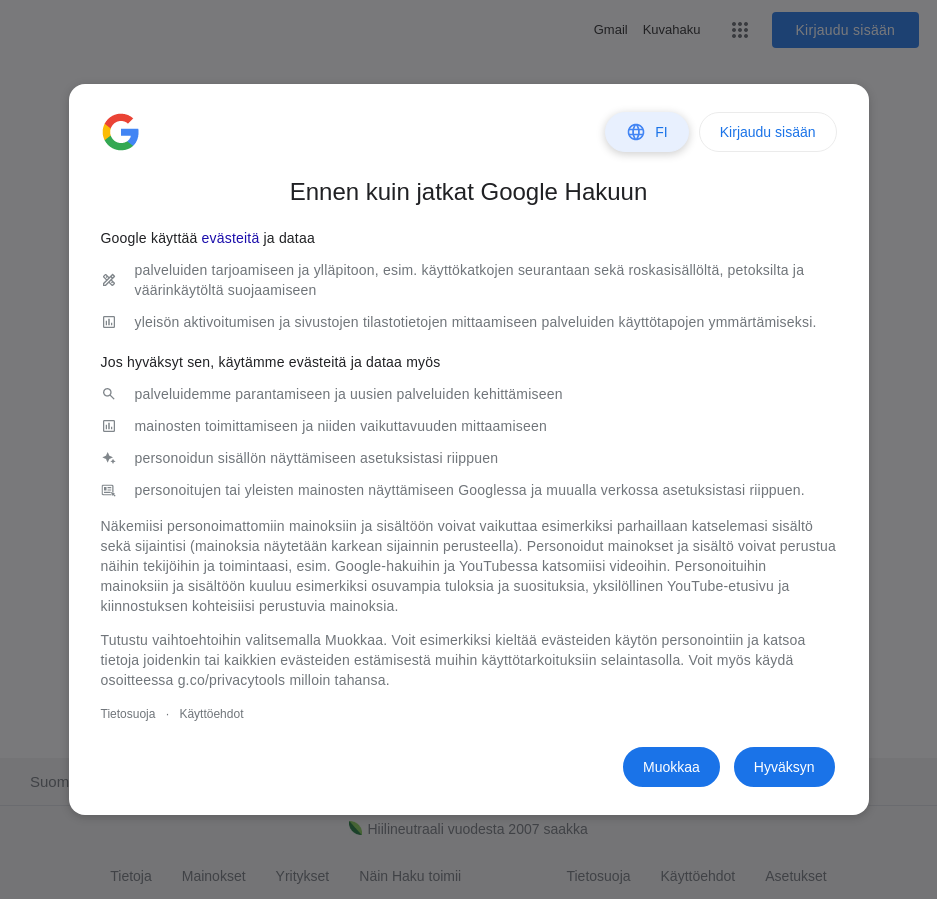 Gmail
Kuvahaku
Kirjaudu sisään
FI
Kirjaudu sisään
Ennen kuin jatkat Google Hakuun
Google käyttää evästeitä ja dataa
palveluiden tarjoamiseen ja ylläpitoon, esim. käyttökatkojen seurantaan sekä roskasisällöltä, petoksilta ja
väärinkäytöltä suojaamiseen
yleisön aktivoitumisen ja sivustojen tilastotietojen mittaamiseen palveluiden käyttötapojen ymmärtämiseksi.
Jos hyväksyt sen, käytämme evästeitä ja dataa myös
palveluidemme parantamiseen ja uusien palveluiden kehittämiseen
mainosten toimittamiseen ja niiden vaikuttavuuden mittaamiseen
personoidun sisällön näyttämiseen asetuksistasi riippuen
personoitujen tai yleisten mainosten näyttämiseen Googlessa ja muualla verkossa asetuksistasi riippuen.
Näkemiisi personoimattomiin mainoksiin ja sisältöön voivat vaikuttaa esimerkiksi parhaillaan katselemasi sisältö
sekä sijaintisi (mainoksia näytetään karkean sijainnin perusteella). Personoidut mainokset ja sisältö voivat perustua
näihin tekijöihin ja toimintaasi, esim. Google-hakuihin ja YouTubessa katsomiisi videoihin. Personoituihin
mainoksiin ja sisältöön kuuluu esimerkiksi osuvampia tuloksia ja suosituksia, yksilöllinen YouTube-etusivu ja
kiinnostuksen kohteisiisi perustuvia mainoksia.
Tutustu vaihtoehtoihin valitsemalla Muokkaa. Voit esimerkiksi kieltää evästeiden käytön personointiin ja katsoa
tietoja joidenkin tai kaikkien evästeiden estämisestä muihin käyttötarkoituksiin selaintasolla. Voit myös käydä
osoitteessa g.co/privacytools milloin tahansa.
Tietosuoja · Käyttöehdot
Muokkaa
Hyväksyn
Suom
Hiilineutraali vuodesta 2007 saakka
Tietoja
Mainokset
Yritykset
Näin Haku toimii
Tietosuoja
Käyttöehdot
Asetukset